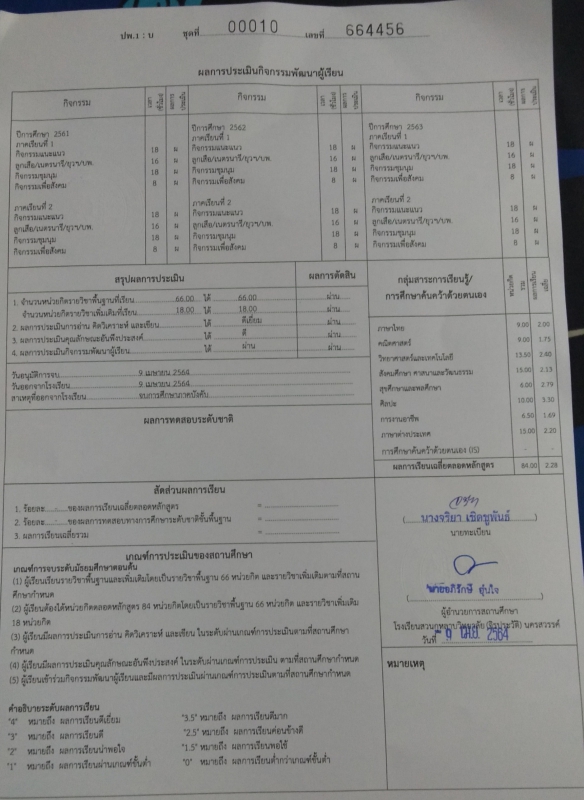 ปพ.1 : บ ชุดที่ 00010 เลขที่ 664456
ผลการประเมินกิจกรรมพัฒนาผู้เรียน
กิจกรรม เวลา (ชั่วโมง) ผลการประเมิน กิจกรรม เวลา (ชั่วโมง) ผลการประเมิน กิจกรรม เวลา (ชั่วโมง) ผลการประเมิน
ปีการศึกษา 2561 ปีการศึกษา 2562 ปีการศึกษา 2563
ภาคเรียนที่ 1 ภาคเรียนที่ 1 ภาคเรียนที่ 1
กิจกรรมแนะแนว 18 ผ กิจกรรมแนะแนว 18 ผ กิจกรรมแนะแนว 18 ผ
ลูกเสือ/เนตรนารี/ยุวฯ/บพ. 16 ผ ลูกเสือ/เนตรนารี/ยุวฯ/บพ. 16 ผ ลูกเสือ/เนตรนารี/ยุวฯ/บพ. 16 ผ
กิจกรรมชุมนุม 18 ผ กิจกรรมชุมนุม 18 ผ กิจกรรมชุมนุม 18 ผ
กิจกรรมเพื่อสังคม 8 ผ กิจกรรมเพื่อสังคม 8 ผ กิจกรรมเพื่อสังคม 8 ผ
ภาคเรียนที่ 2 ภาคเรียนที่ 2 ภาคเรียนที่ 2
กิจกรรมแนะแนว 18 ผ กิจกรรมแนะแนว 18 ผ กิจกรรมแนะแนว 18 ผ
ลูกเสือ/เนตรนารี/ยุวฯ/บพ. 16 ผ ลูกเสือ/เนตรนารี/ยุวฯ/บพ. 16 ผ ลูกเสือ/เนตรนารี/ยุวฯ/บพ. 16 ผ
กิจกรรมชุมนุม 18 ผ กิจกรรมชุมนุม 18 ผ กิจกรรมชุมนุม 18 ผ
กิจกรรมเพื่อสังคม 8 ผ กิจกรรมเพื่อสังคม 8 ผ กิจกรรมเพื่อสังคม 8 ผ
สรุปผลการประเมิน ผลการตัดสิน
1. จำนวนหน่วยกิตรายวิชาพื้นฐานที่เรียน 66.00 ได้ 66.00 ผ่าน
จำนวนหน่วยกิตรายวิชาเพิ่มเติมที่เรียน 18.00 ได้ 18.00 ผ่าน
2. ผลการประเมินการอ่าน คิดวิเคราะห์ และเขียน ได้ ดีเยี่ยม ผ่าน
3. ผลการประเมินคุณลักษณะอันพึงประสงค์ ได้ ดี ผ่าน
4. ผลการประเมินกิจกรรมพัฒนาผู้เรียน ได้ ผ่าน ผ่าน
วันอนุมัติการจบ 9 เมษายน 2564
วันออกจากโรงเรียน 9 เมษายน 2564
สาเหตุที่ออกจากโรงเรียน จบการศึกษาภาคบังคับ
ผลการทดสอบระดับชาติ
กลุ่มสาระการเรียนรู้/ การศึกษาค้นคว้าด้วยตนเอง หน่วยกิตรวม ผลการเรียนเฉลี่ย
ภาษาไทย 9.00 2.00
คณิตศาสตร์ 9.00 1.75
วิทยาศาสตร์และเทคโนโลยี 13.50 2.40
สังคมศึกษา ศาสนาและวัฒนธรรม 15.00 2.13
สุขศึกษาและพลศึกษา 6.00 2.79
ศิลปะ 10.00 3.30
การงานอาชีพ 6.50 1.69
ภาษาต่างประเทศ 15.00 2.20
การศึกษาค้นคว้าด้วยตนเอง (IS) - -
ผลการเรียนเฉลี่ยตลอดหลักสูตร 84.00 2.28
สัดส่วนผลการเรียน
1. ร้อยละ - ของผลการเรียนเฉลี่ยตลอดหลักสูตร =
2. ร้อยละ - ของผลการทดสอบทางการศึกษาระดับชาติขั้นพื้นฐาน =
3. ผลการเรียนเฉลี่ยรวม =
เกณฑ์การประเมินของสถานศึกษา
เกณฑ์การจบระดับมัธยมศึกษาตอนต้น
(1) ผู้เรียนเรียนรายวิชาพื้นฐานและเพิ่มเติมโดยเป็นรายวิชาพื้นฐาน 66 หน่วยกิต และรายวิชาเพิ่มเติมตามที่สถาน
ศึกษากำหนด
(2) ผู้เรียนต้องได้หน่วยกิตตลอดหลักสูตร 84 หน่วยกิตโดยเป็นรายวิชาพื้นฐาน 66 หน่วยกิต และรายวิชาเพิ่มเติม
18 หน่วยกิต
(3) ผู้เรียนมีผลการประเมินการอ่าน คิดวิเคราะห์ และเขียน ในระดับผ่านเกณฑ์การประเมินตามที่สถานศึกษา
กำหนด
(4) ผู้เรียนมีผลการประเมินคุณลักษณะอันพึงประสงค์ ในระดับผ่านเกณฑ์การประเมิน ตามที่สถานศึกษากำหนด
(5) ผู้เรียนเข้าร่วมกิจกรรมพัฒนาผู้เรียนและมีผลการประเมินผ่านเกณฑ์การประเมินตามที่สถานศึกษากำหนด
คำอธิบายระดับผลการเรียน
"4" หมายถึง ผลการเรียนดีเยี่ยม "3.5" หมายถึง ผลการเรียนดีมาก
"3" หมายถึง ผลการเรียนดี "2.5" หมายถึง ผลการเรียนค่อนข้างดี
"2" หมายถึง ผลการเรียนน่าพอใจ "1.5" หมายถึง ผลการเรียนพอใช้
"1" หมายถึง ผลการเรียนผ่านเกณฑ์ขั้นต่ำ "0" หมายถึง ผลการเรียนต่ำกว่าเกณฑ์ขั้นต่ำ
(นางจริยา เชิดชูพันธ์)
นายทะเบียน
ผู้อำนวยการสถานศึกษา
โรงเรียนสวนกุหลาบวิทยาลัย (จิรประวัติ) นครสวรรค์
วันที่ 9 เม.ย. 2564
หมายเหตุ